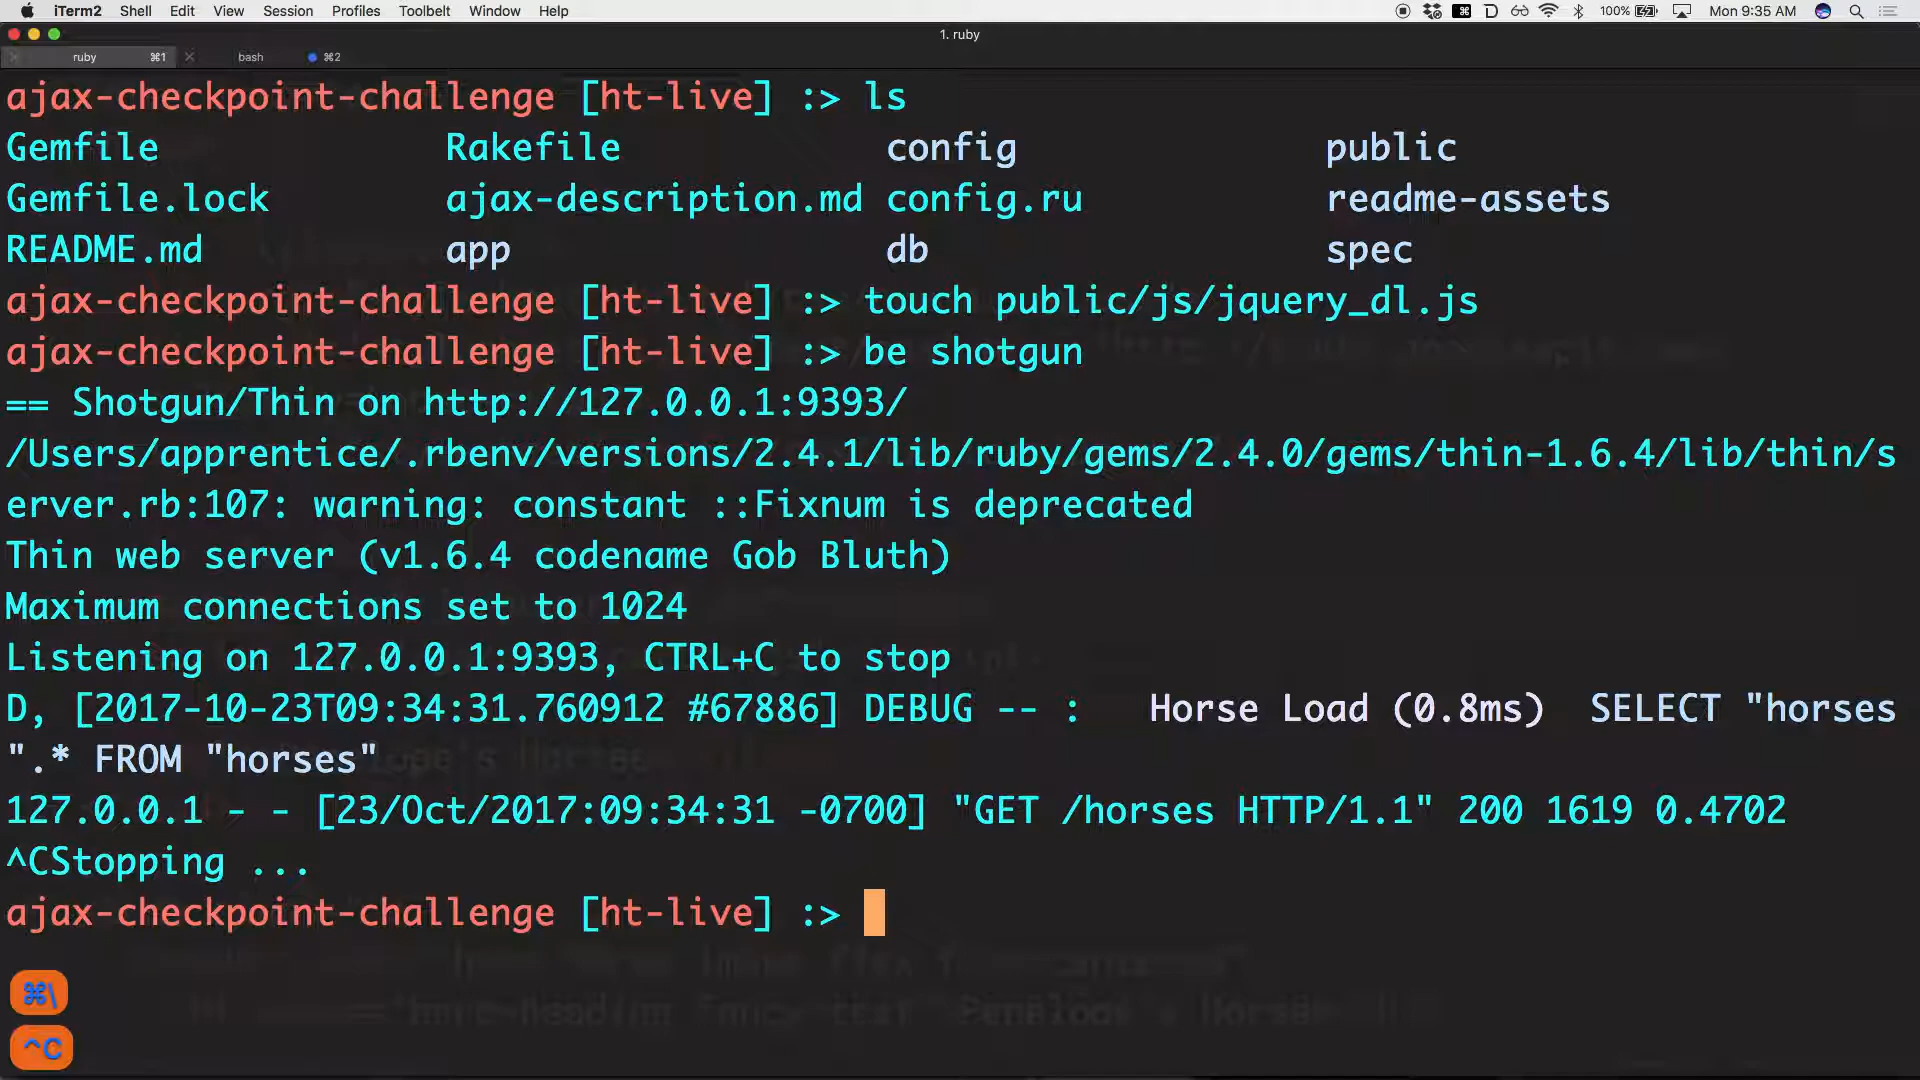 iTerm2 Shell Edit View Session Profiles Toolbelt Window Help 100% Mon 9:35 AM
1. ruby
ruby ⌘1 bash ⌘2
ajax-checkpoint-challenge [ht-live] :> ls
Gemfile Rakefile config public
Gemfile.lock ajax-description.md config.ru readme-assets
README.md app db spec
ajax-checkpoint-challenge [ht-live] :> touch public/js/jquery_dl.js
ajax-checkpoint-challenge [ht-live] :> be shotgun
== Shotgun/Thin on http://127.0.0.1:9393/
/Users/apprentice/.rbenv/versions/2.4.1/lib/ruby/gems/2.4.0/gems/thin-1.6.4/lib/thin/s
erver.rb:107: warning: constant ::Fixnum is deprecated
Thin web server (v1.6.4 codename Gob Bluth)
Maximum connections set to 1024
Listening on 127.0.0.1:9393, CTRL+C to stop
D, [2017-10-23T09:34:31.760912 #67886] DEBUG -- :   Horse Load (0.8ms)  SELECT "horses
".* FROM "horses"
127.0.0.1 - - [23/Oct/2017:09:34:31 -0700] "GET /horses HTTP/1.1" 200 1619 0.4702
^CStopping ...
ajax-checkpoint-challenge [ht-live] :>
⌘\
^C